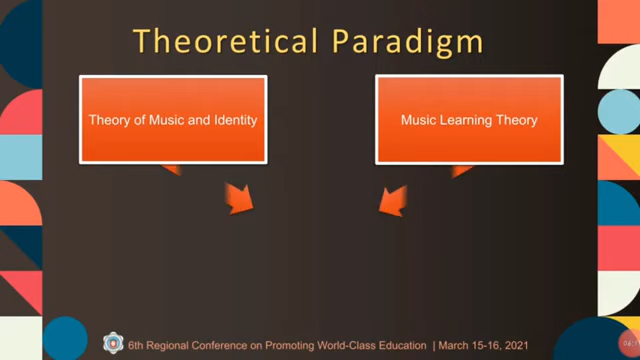 Theoretical Paradigm
Theory of Music and Identity
Music Learning Theory
6th Regional Conference on Promoting World-Class Education | March 15-16, 2021